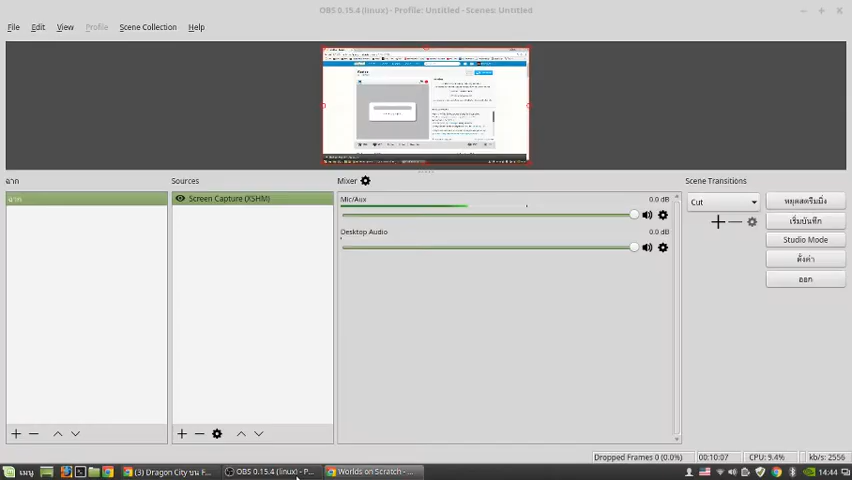 OBS 0.15.4 (linux) - Profile: Untitled - Scenes: Untitled
File Edit View Profile Scene Collection Help
ฉาก Sources Mixer Scene Transitions
ฉาก
Screen Capture (XSHM)
Mic/Aux 0.0 dB
Desktop Audio 0.0 dB
Cut
หยุดสตรีมมิ่ง
เริ่มบันทึก
Studio Mode
ตั้งค่า
ออก
Dropped Frames 0 (0.0%) 00:10:07 CPU: 9.4% kb/s: 2556
เมนู (3) Dragon City บน F... OBS 0.15.4 (linux) - P... Worlds on Scratch - ... 14:44